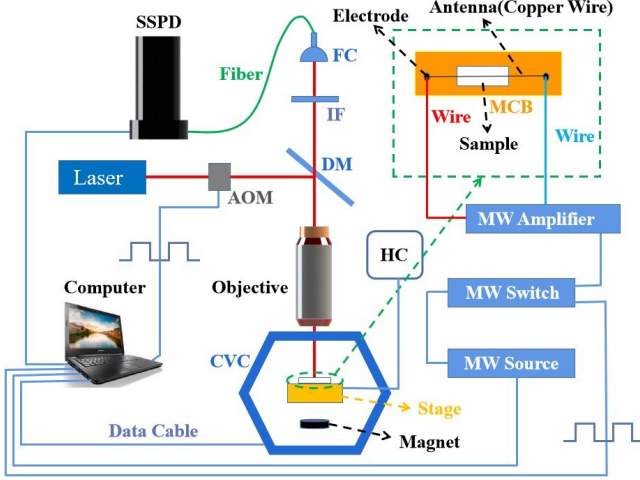 SSPD
Electrode
Antenna(Copper Wire)
FC
Fiber
IF
Wire
MCB
Sample
Wire
DM
Laser
AOM
MW Amplifier
HC
Computer
Objective
MW Switch
CVC
MW Source
Stage
Data Cable
Magnet